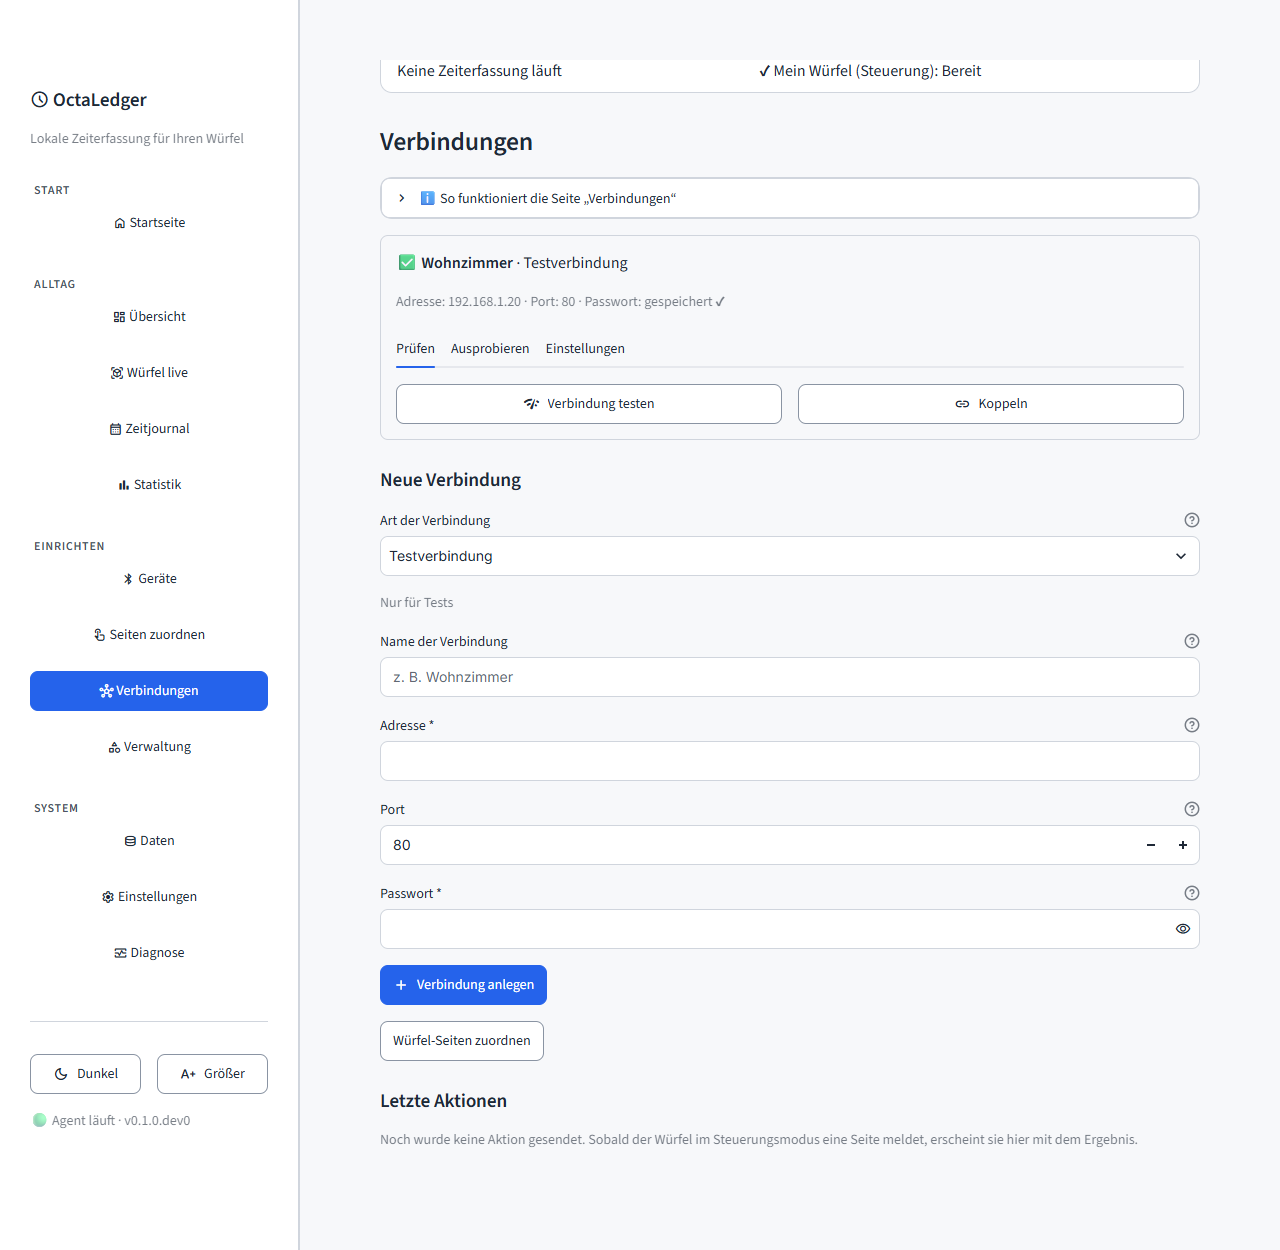 OctaLedger
Lokale Zeiterfassung für Ihren Würfel
START
Startseite
ALLTAG
Übersicht
Würfel live
Zeitjournal
Statistik
EINRICHTEN
Geräte
Seiten zuordnen
Verbindungen
Verwaltung
SYSTEM
Daten
Einstellungen
Diagnose
Dunkel
A+ Größer
Agent läuft · v0.1.0.dev0
Keine Zeiterfassung läuft
✓ Mein Würfel (Steuerung): Bereit
Verbindungen
ℹ️ So funktioniert die Seite „Verbindungen“
✅ Wohnzimmer · Testverbindung
Adresse: 192.168.1.20 · Port: 80 · Passwort: gespeichert ✓
Prüfen Ausprobieren Einstellungen
Verbindung testen
Koppeln
Neue Verbindung
Art der Verbindung
Testverbindung
Nur für Tests
Name der Verbindung
z. B. Wohnzimmer
Adresse *
Port
80
Passwort *
Verbindung anlegen
Würfel-Seiten zuordnen
Letzte Aktionen
Noch wurde keine Aktion gesendet. Sobald der Würfel im Steuerungsmodus eine Seite meldet, erscheint sie hier mit dem Ergebnis.